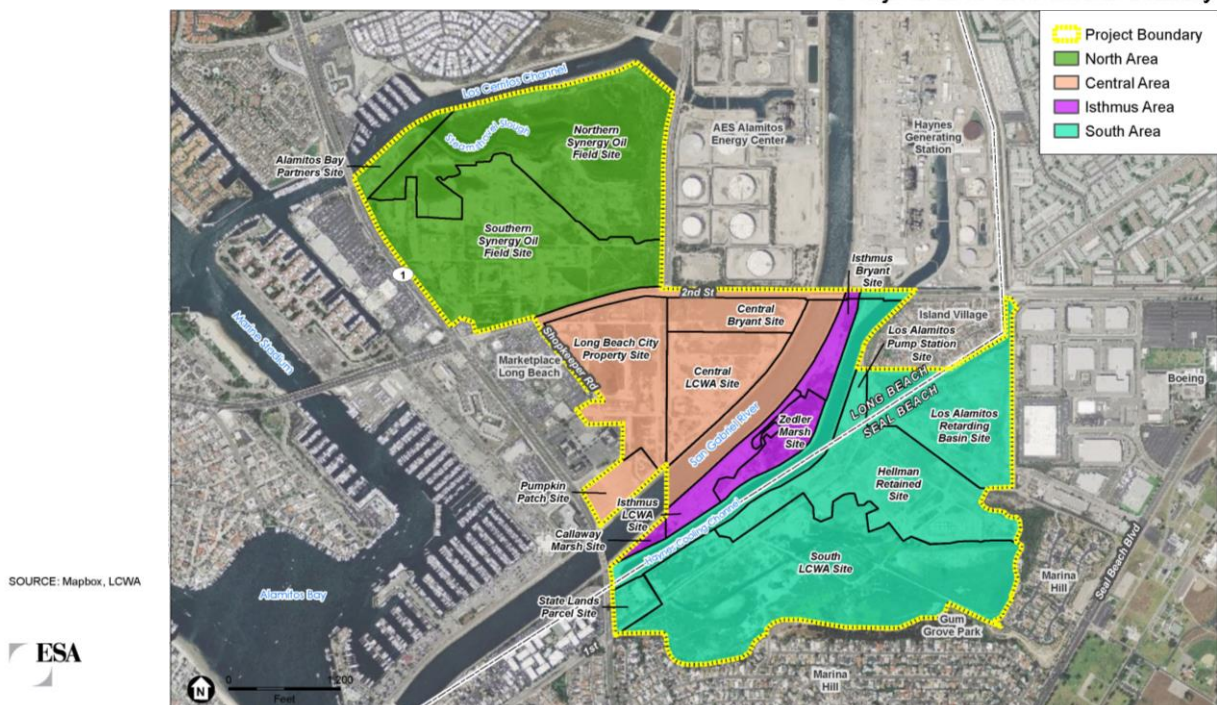 Project Boundary
North Area
Central Area
Isthmus Area
South Area
Los Cerritos Channel
Steamshovel Slough
Northern
Synergy Oil
Field Site
AES Alamitos
Energy Center
Haynes
Generating
Station
Alamitos Bay
Partners Site
Southern
Synergy Oil
Field Site
1
Isthmus
Bryant
Site
2nd St
Island Village
Central
Bryant Site
Los Alamitos
Pump Station
Site
Marine Stadium
Shopkeeper Rd
Long Beach City
Property Site
Marketplace
Long Beach
Central
LCWA Site
LONG BEACH
SEAL BEACH
Boeing
San Gabriel River
Zedler
Marsh
Site
Los Alamitos
Retarding
Basin Site
Hellman
Retained
Site
Pumpkin
Patch Site
Isthmus
LCWA
Site
Callaway
Marsh Site
Haynes Cooling Channel
South
LCWA Site
Seal Beach Blvd
Marina
Hill
SOURCE: Mapbox, LCWA
Alamitos Bay
State Lands
Parcel Site
Gum
Grove Park
1st
ESA
Marina
Hill
N
0
1,200
Feet